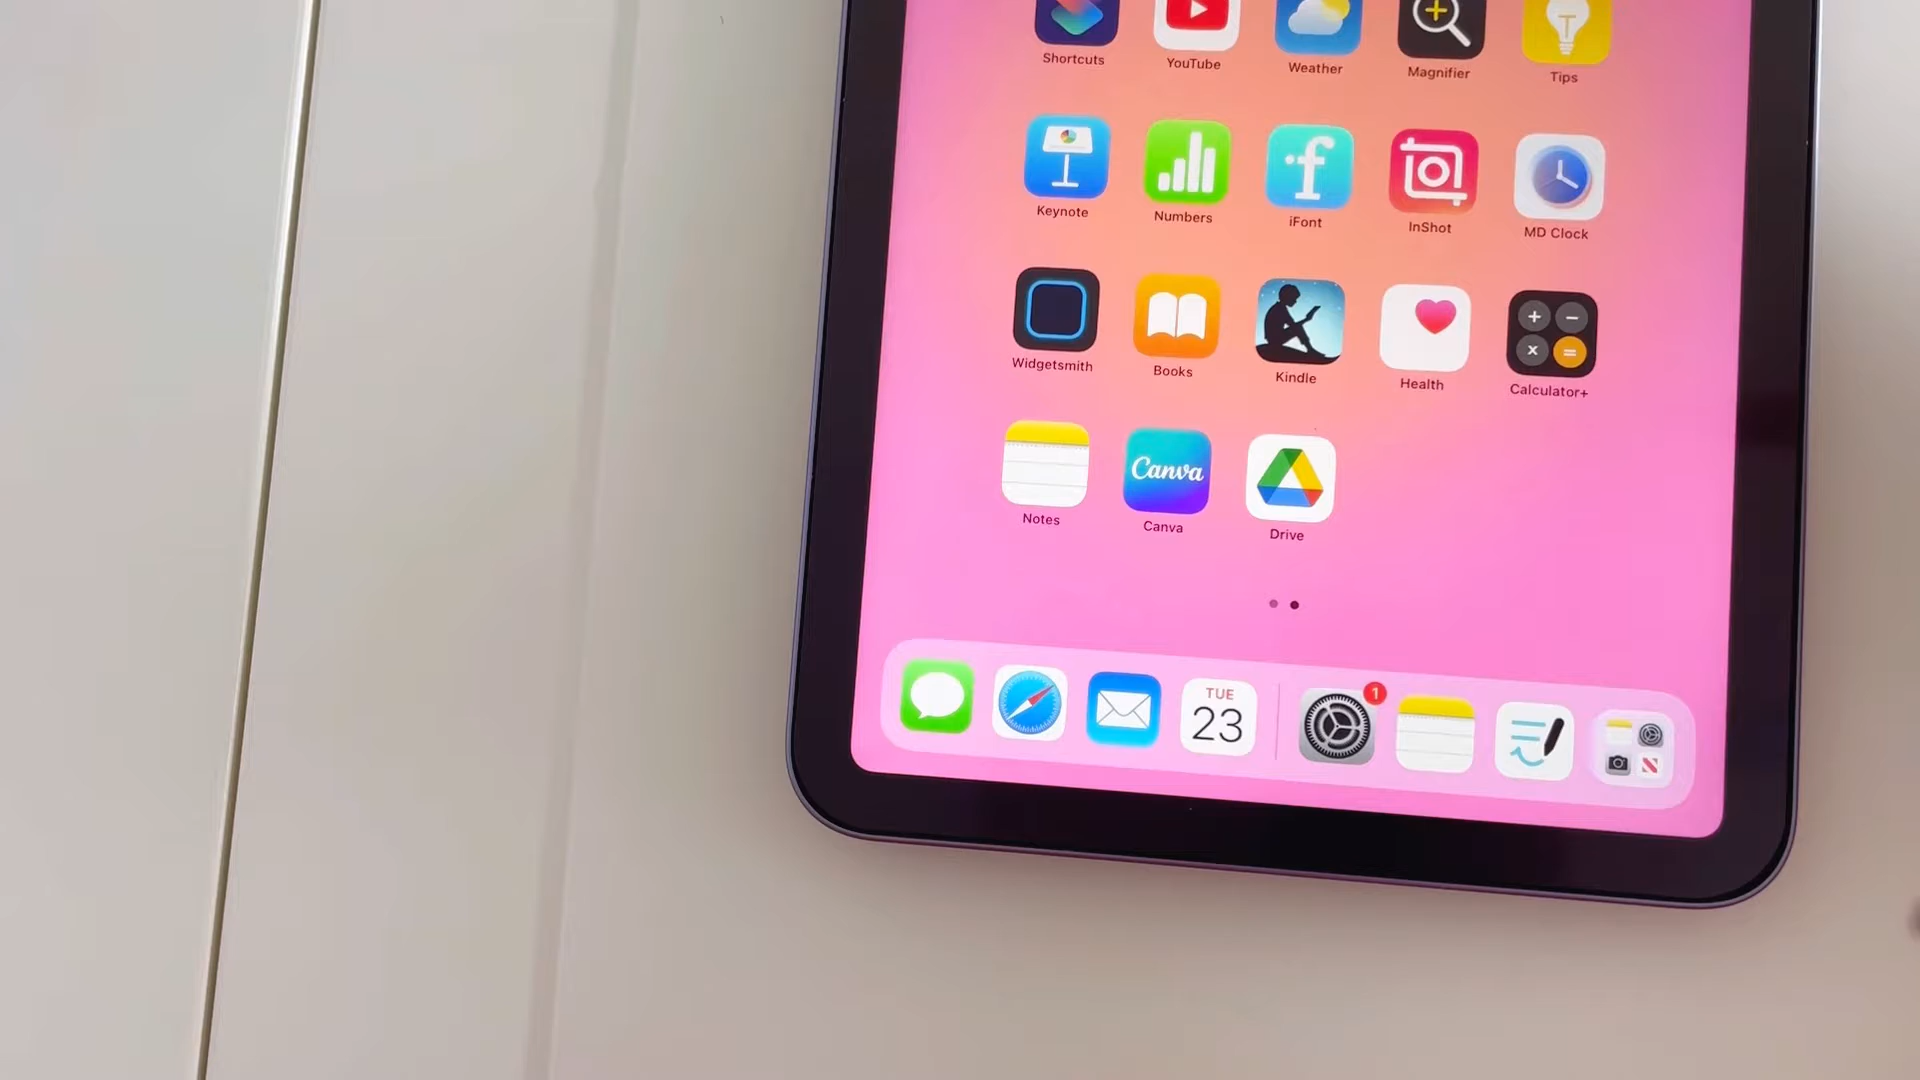 Shortcuts YouTube Weather Magnifier Tips
Keynote Numbers iFont InShot MD Clock
Widgetsmith Books Kindle Health Calculator+
Canva
Notes Canva Drive
TUE
23
1